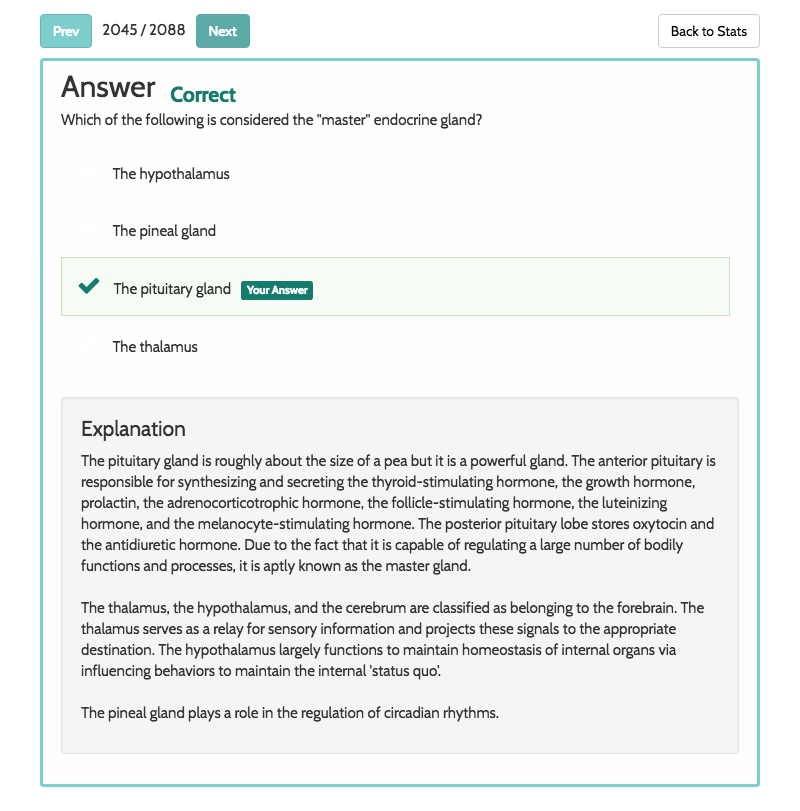 Prev 2045 / 2088 Next Back to Stats
Answer Correct
Which of the following is considered the "master" endocrine gland?
The hypothalamus
The pineal gland
The pituitary gland Your Answer
The thalamus
Explanation
The pituitary gland is roughly about the size of a pea but it is a powerful gland. The anterior pituitary is
responsible for synthesizing and secreting the thyroid-stimulating hormone, the growth hormone,
prolactin, the adrenocorticotrophic hormone, the follicle-stimulating hormone, the luteinizing
hormone, and the melanocyte-stimulating hormone. The posterior pituitary lobe stores oxytocin and
the antidiuretic hormone. Due to the fact that it is capable of regulating a large number of bodily
functions and processes, it is aptly known as the master gland.
The thalamus, the hypothalamus, and the cerebrum are classified as belonging to the forebrain. The
thalamus serves as a relay for sensory information and projects these signals to the appropriate
destination. The hypothalamus largely functions to maintain homeostasis of internal organs via
influencing behaviors to maintain the internal 'status quo'.
The pineal gland plays a role in the regulation of circadian rhythms.